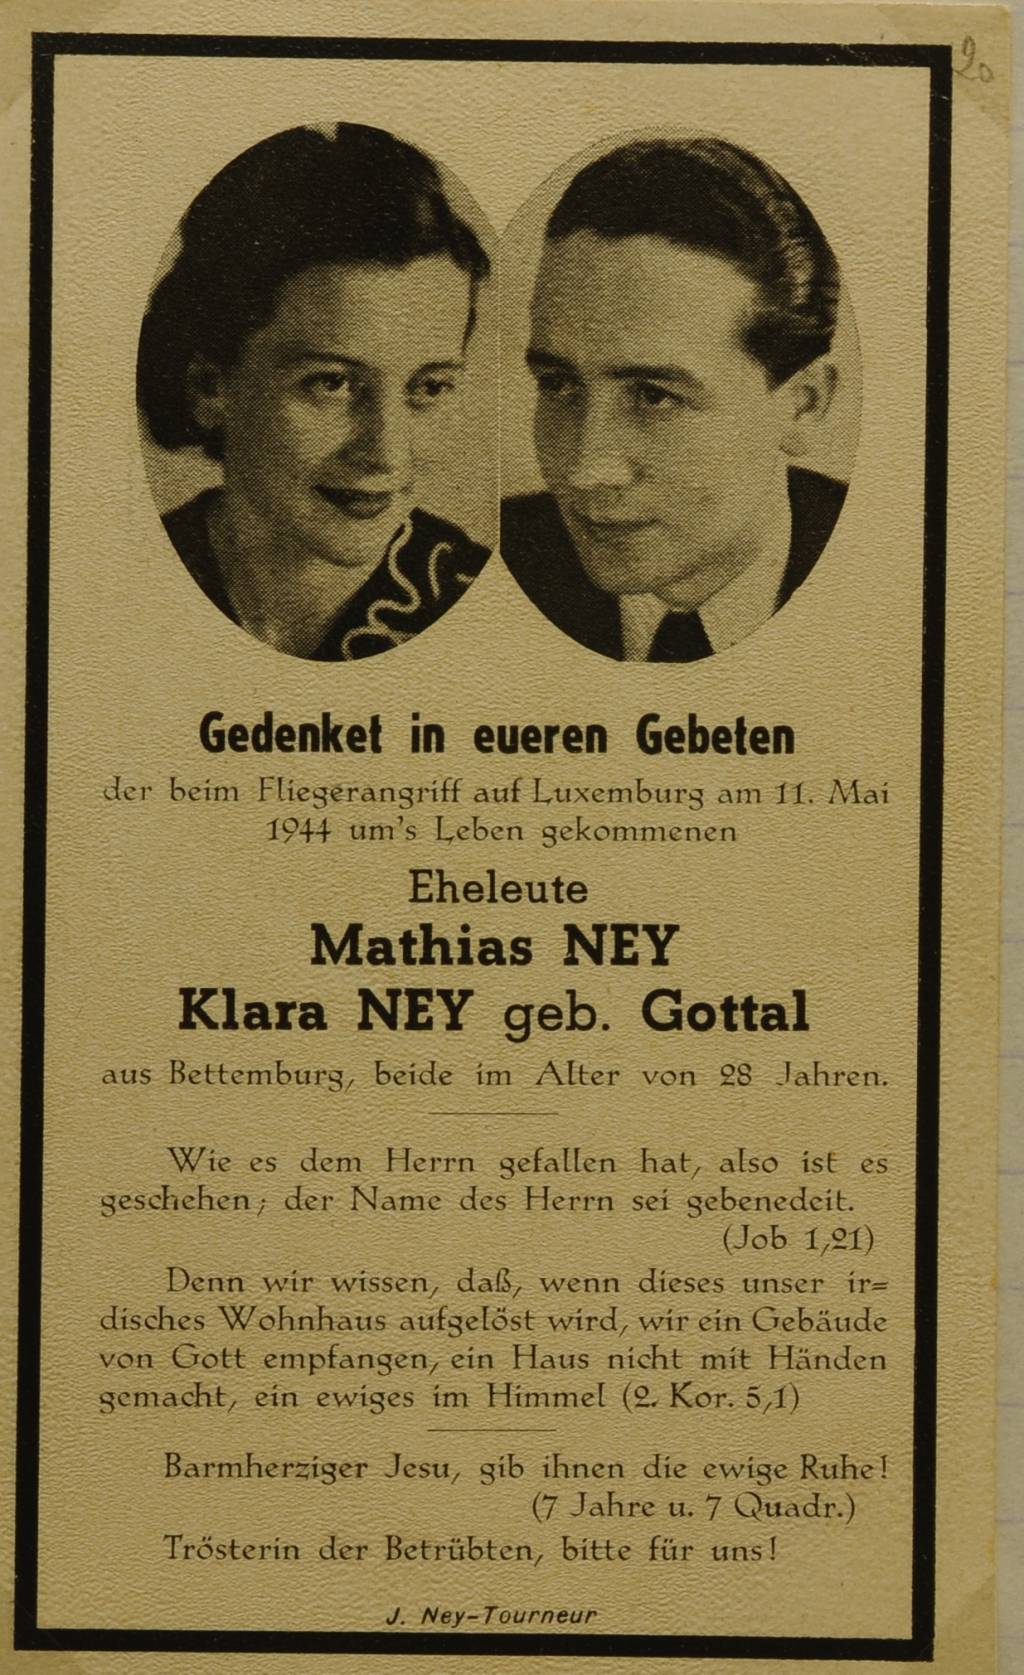 20
Gedenket in eueren Gebeten
der beim Fliegerangriff auf Luxemburg am 11. Mai
1944 um's Leben gekommenen
Eheleute
Mathias NEY
Klara NEY geb. Gottal
aus Bettemburg, beide im Alter von 28 Jahren.
Wie es dem Herrn gefallen hat, also ist es
geschehen; der Name des Herrn sei gebenedeit.
(Job 1,21)
Denn wir wissen, daß, wenn dieses unser ir=
disches Wohnhaus aufgelöst wird, wir ein Gebäude
von Gott empfangen, ein Haus nicht mit Händen
gemacht, ein ewiges im Himmel (2. Kor. 5,1)
Barmherziger Jesu, gib ihnen die ewige Ruhe!
(7 Jahre u. 7 Quadr.)
Trösterin der Betrübten, bitte für uns!
J. Ney-Tourneur